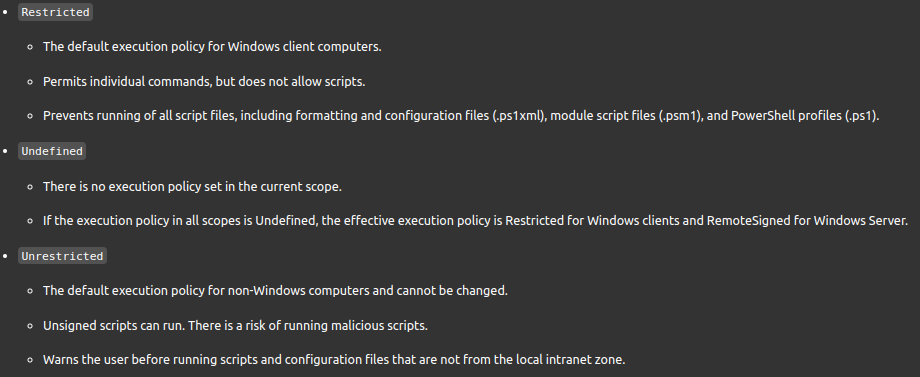 Restricted
The default execution policy for Windows client computers.
Permits individual commands, but does not allow scripts.
Prevents running of all script files, including formatting and configuration files (.ps1xml), module script files (.psm1), and PowerShell profiles (.ps1).
Undefined
There is no execution policy set in the current scope.
If the execution policy in all scopes is Undefined, the effective execution policy is Restricted for Windows clients and RemoteSigned for Windows Server.
Unrestricted
The default execution policy for non-Windows computers and cannot be changed.
Unsigned scripts can run. There is a risk of running malicious scripts.
Warns the user before running scripts and configuration files that are not from the local intranet zone.